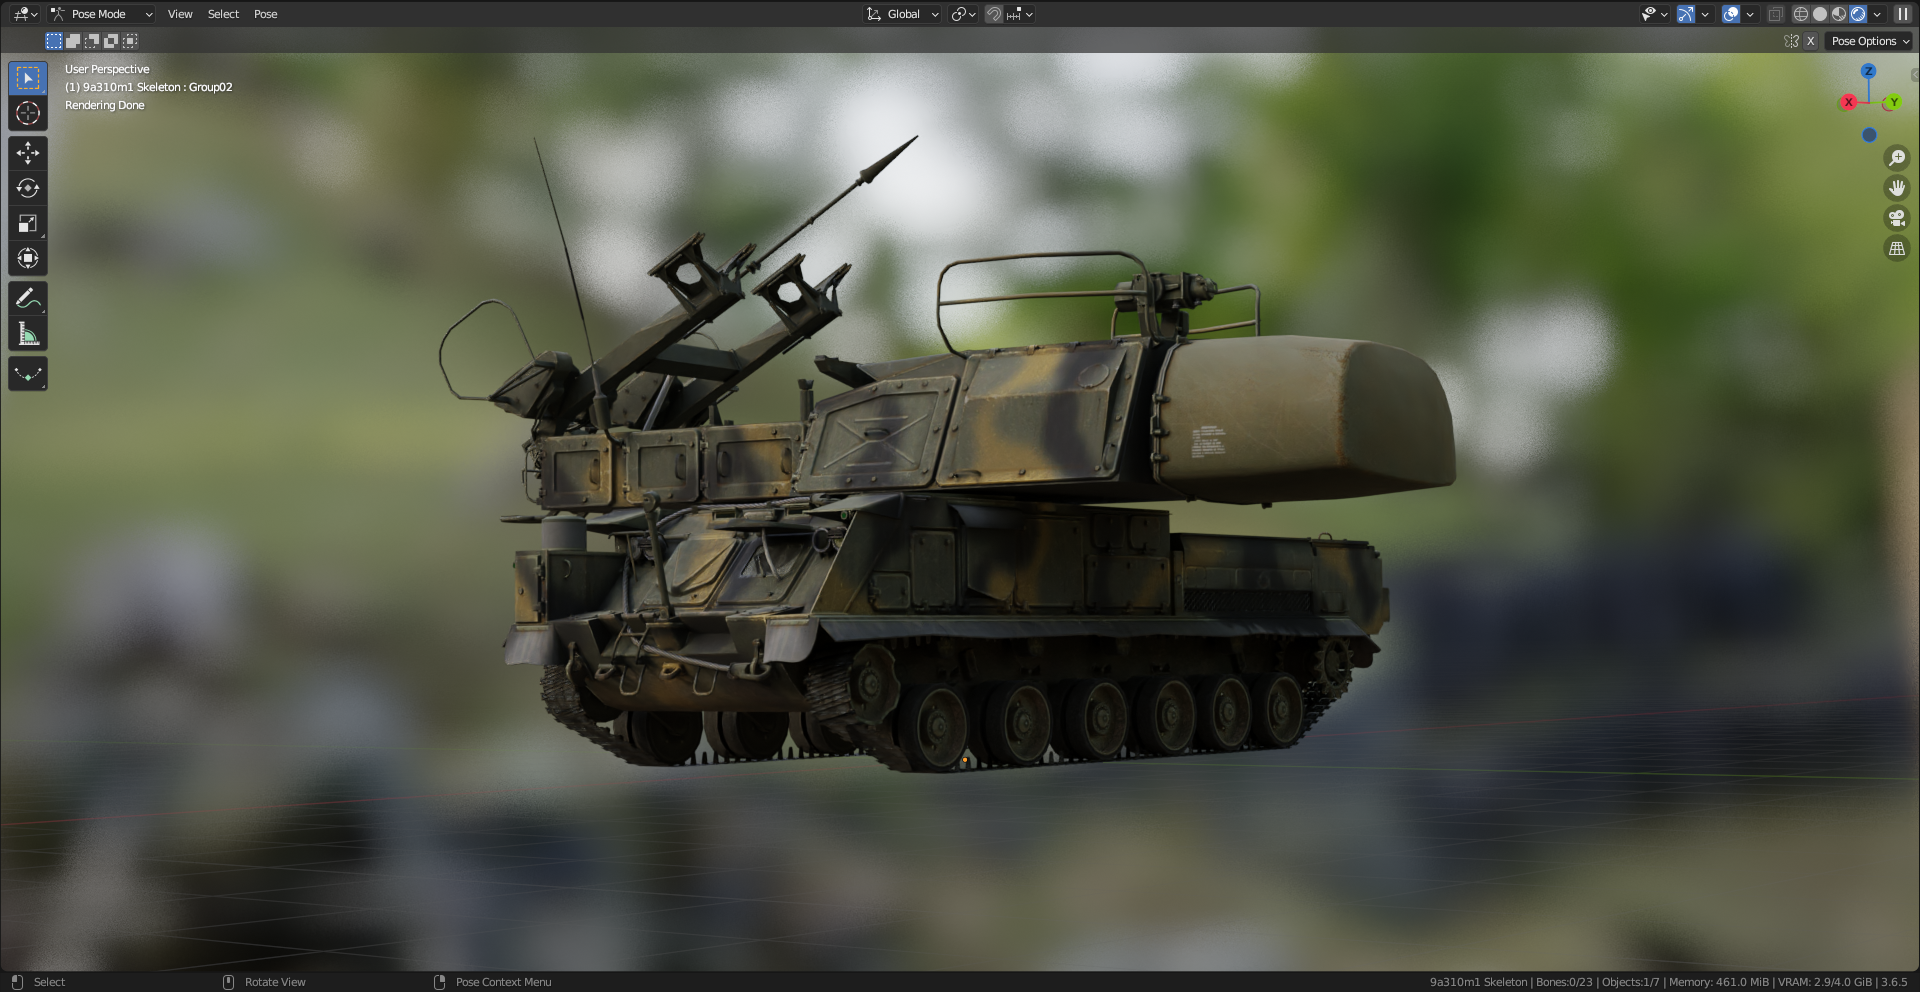 Pose Mode View Select Pose Global
X Pose Options
User Perspective
(1) 9a310m1 Skeleton : Group02
Rendering Done
Z
X Y
Select Rotate View Pose Context Menu 9a310m1 Skeleton | Bones:0/23 | Objects:1/7 | Memory: 461.0 MiB | VRAM: 2.9/4.0 GiB | 3.6.5